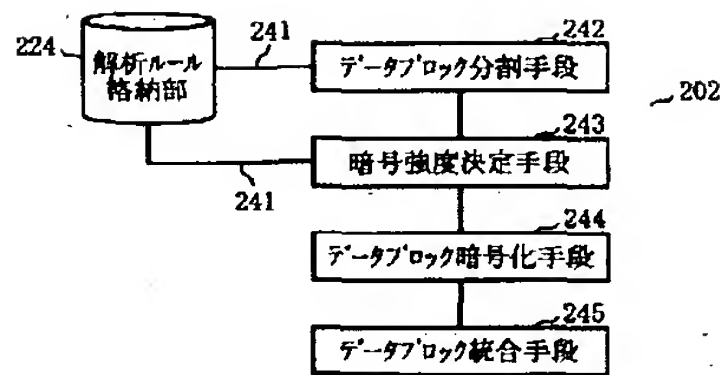 224
解析ルール
格納部
241
241
242
データブロック分割手段
202
243
暗号強度決定手段
244
データブロック暗号化手段
245
データブロック統合手段